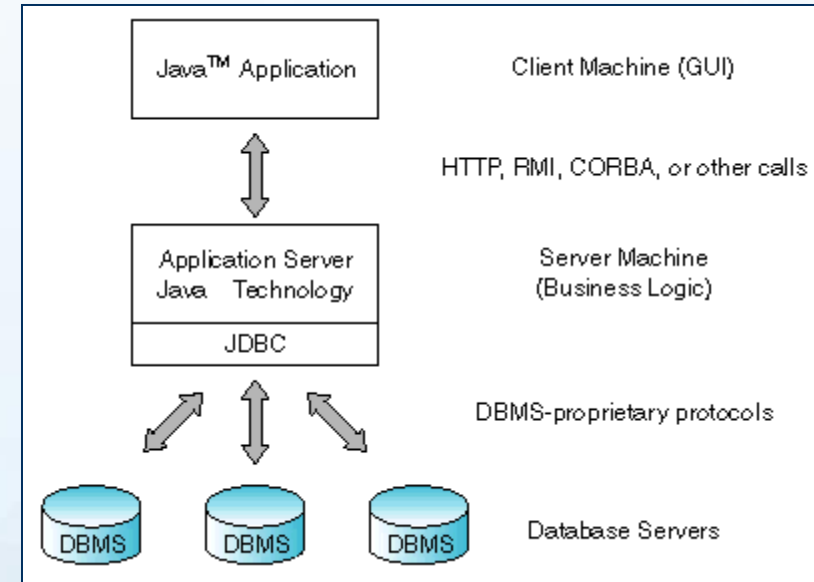 Java™ Application
Client Machine (GUI)
HTTP, RMI, CORBA, or other calls
Application Server
Java Technology
Server Machine
(Business Logic)
JDBC
DBMS-proprietary protocols
DBMS
DBMS
DBMS
Database Servers